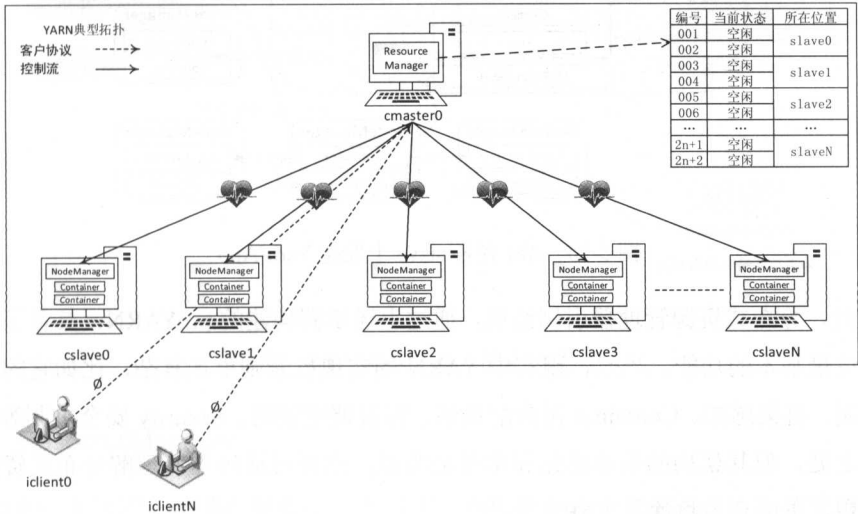 YARN典型拓扑
客户协议
控制流
Resource
Manager
cmaster0
编号 当前状态 所在位置
001 空闲 slave0
002 空闲
003 空闲 slave1
004 空闲
005 空闲 slave2
006 空闲
… … …
2n+1 空闲 slaveN
2n+2 空闲
NodeManager
Container
Container
cslave0
NodeManager
Container
Container
cslave1
NodeManager
Container
Container
cslave2
NodeManager
Container
Container
cslave3
NodeManager
Container
Container
cslaveN
Ø
Ø
iclient0
iclientN